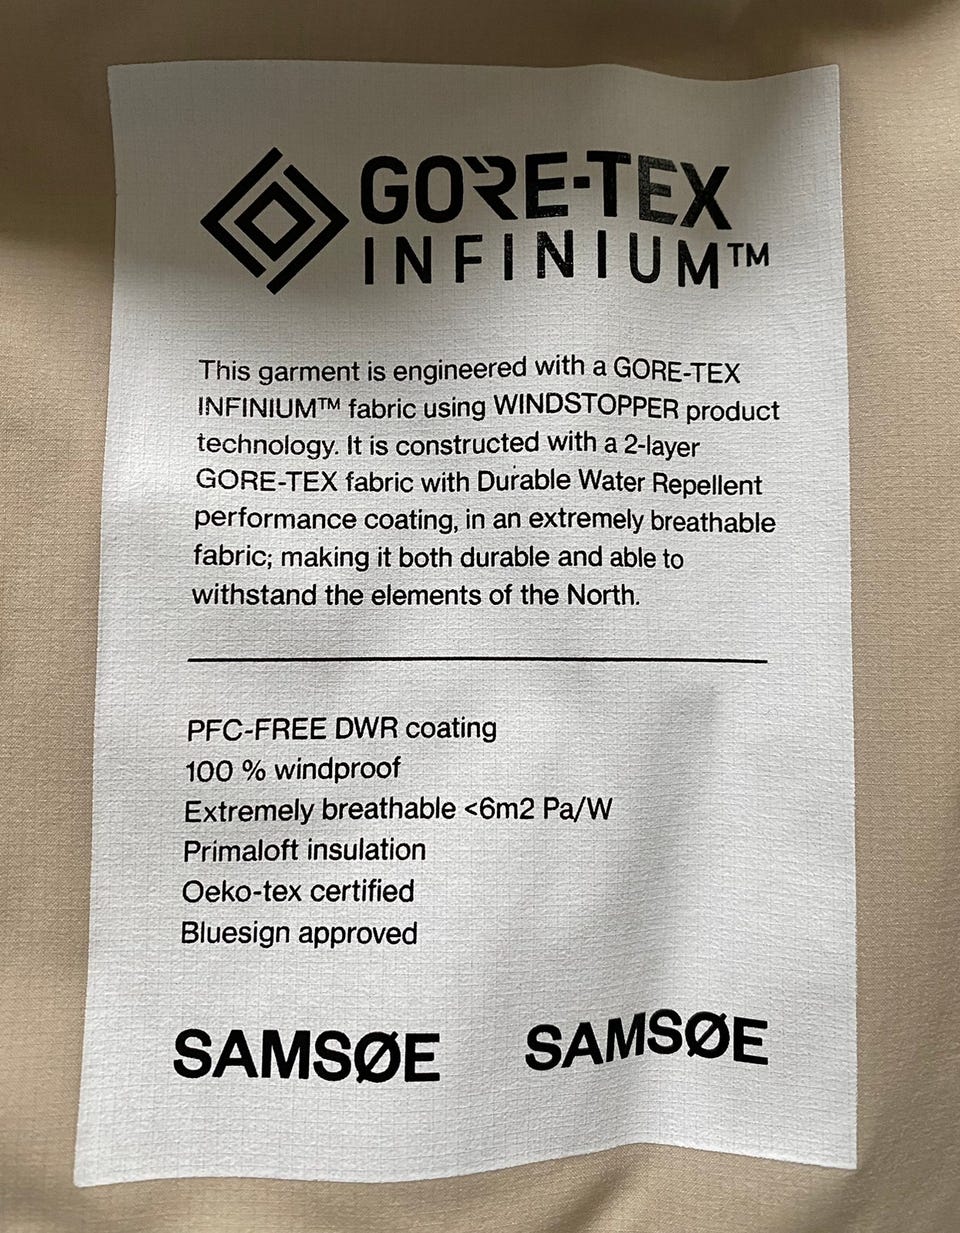 GORE-TEX
INFINIUM™
This garment is engineered with a GORE-TEX
INFINIUM™ fabric using WINDSTOPPER product
technology. It is constructed with a 2-layer
GORE-TEX fabric with Durable Water Repellent
performance coating, in an extremely breathable
fabric; making it both durable and able to
withstand the elements of the North.
PFC-FREE DWR coating
100 % windproof
Extremely breathable <6m2 Pa/W
Primaloft insulation
Oeko-tex certified
Bluesign approved
SAMSØE SAMSØE